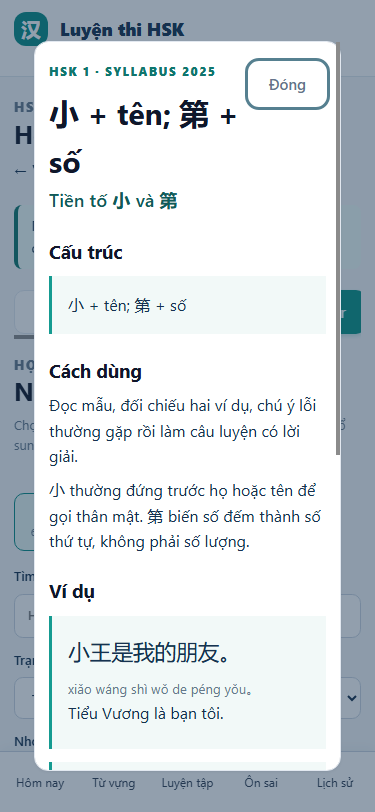 汉 Luyện thi HSK
HSK 1 · SYLLABUS 2025
Đóng
小 + tên; 第 +
số
Tiền tố 小 và 第
Cấu trúc
小 + tên; 第 + số
Cách dùng
Đọc mẫu, đối chiếu hai ví dụ, chú ý lỗi
thường gặp rồi làm câu luyện có lời
giải.
小 thường đứng trước họ hoặc tên để
gọi thân mật. 第 biến số đếm thành số
thứ tự, không phải số lượng.
Ví dụ
小王是我的朋友。
xiǎo wáng shì wǒ de péng yǒu。
Tiểu Vương là bạn tôi.
Hôm nay
Từ vựng
Luyện tập
Ôn sai
Lịch sử